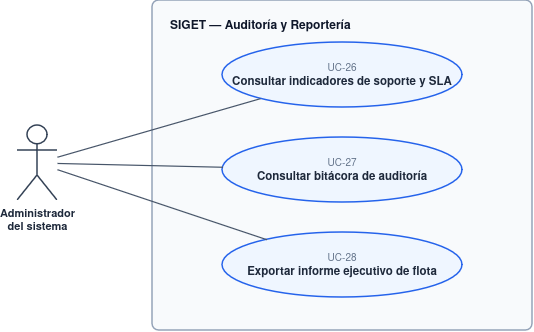 SIGET — Auditoría y Reportería
UC-26
Consultar indicadores de soporte y SLA
UC-27
Consultar bitácora de auditoría
UC-28
Exportar informe ejecutivo de flota
Administrador
del sistema